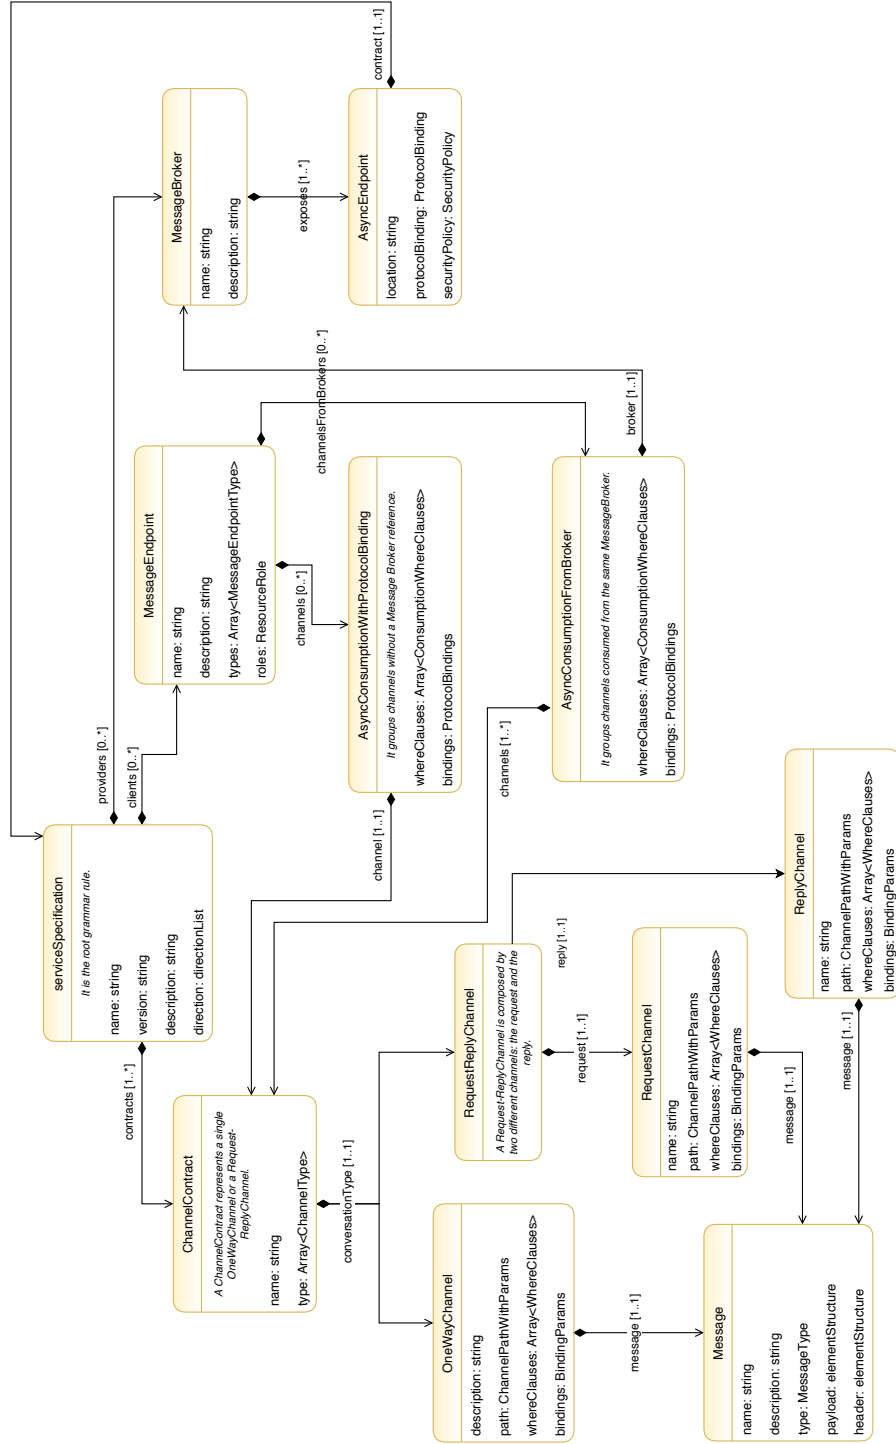 serviceSpecification
It is the root grammar rule.
name: string
version: string
description: string
direction: directionList
contracts [1..*]
providers [0..*]
clients [0..*]
contract [1..1]
MessageBroker
name: string
description: string
exposes [1..*]
AsyncEndpoint
location: string
protocolBinding: ProtocolBinding
securityPolicy: SecurityPolicy
MessageEndpoint
name: string
description: string
types: Array<MessageEndpointType>
roles: ResourceRole
channels [0..*]
channelsFromBrokers [0..*]
AsyncConsumptionWithProtocolBinding
It groups channels without a Message Broker reference.
whereClauses: Array<ConsumptionWhereClauses>
bindings: ProtocolBindings
channel [1..1]
AsyncConsumptionFromBroker
It groups channels consumed from the same MessageBroker.
whereClauses: Array<ConsumptionWhereClauses>
bindings: ProtocolBindings
channels [1..*]
broker [1..1]
ChannelContract
A ChannelContract represents a single
OneWayChannel or a Request-
ReplyChannel.
name: string
type: Array<ChannelType>
conversationType [1..1]
RequestReplyChannel
A Request-ReplyChannel is composed by
two different channels: the request and the
reply.
request [1..1]
reply [1..1]
OneWayChannel
description: string
path: ChannelPathWithParams
whereClauses: Array<WhereClauses>
bindings: BindingParams
message [1..1]
RequestChannel
name: string
path: ChannelPathWithParams
whereClauses: Array<WhereClauses>
bindings: BindingParams
message [1..1]
ReplyChannel
name: string
path: ChannelPathWithParams
whereClauses: Array<WhereClauses>
bindings: BindingParams
message [1..1]
Message
name: string
description: string
type: MessageType
payload: elementStructure
header: elementStructure